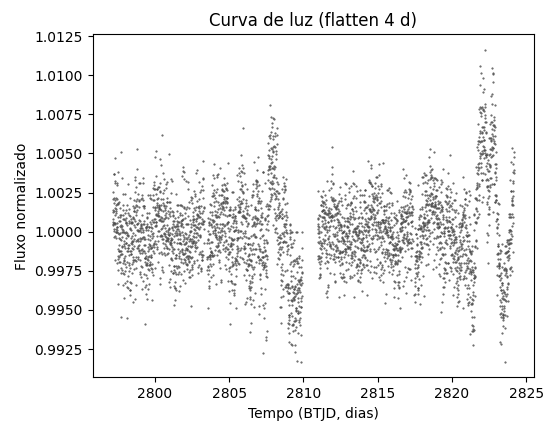 Curva de luz (flatten 4 d)
1.0125
1.0100
1.0075
1.0050
1.0025
1.0000
0.9975
0.9950
0.9925
Fluxo normalizado
2800 2805 2810 2815 2820 2825
Tempo (BTJD, dias)